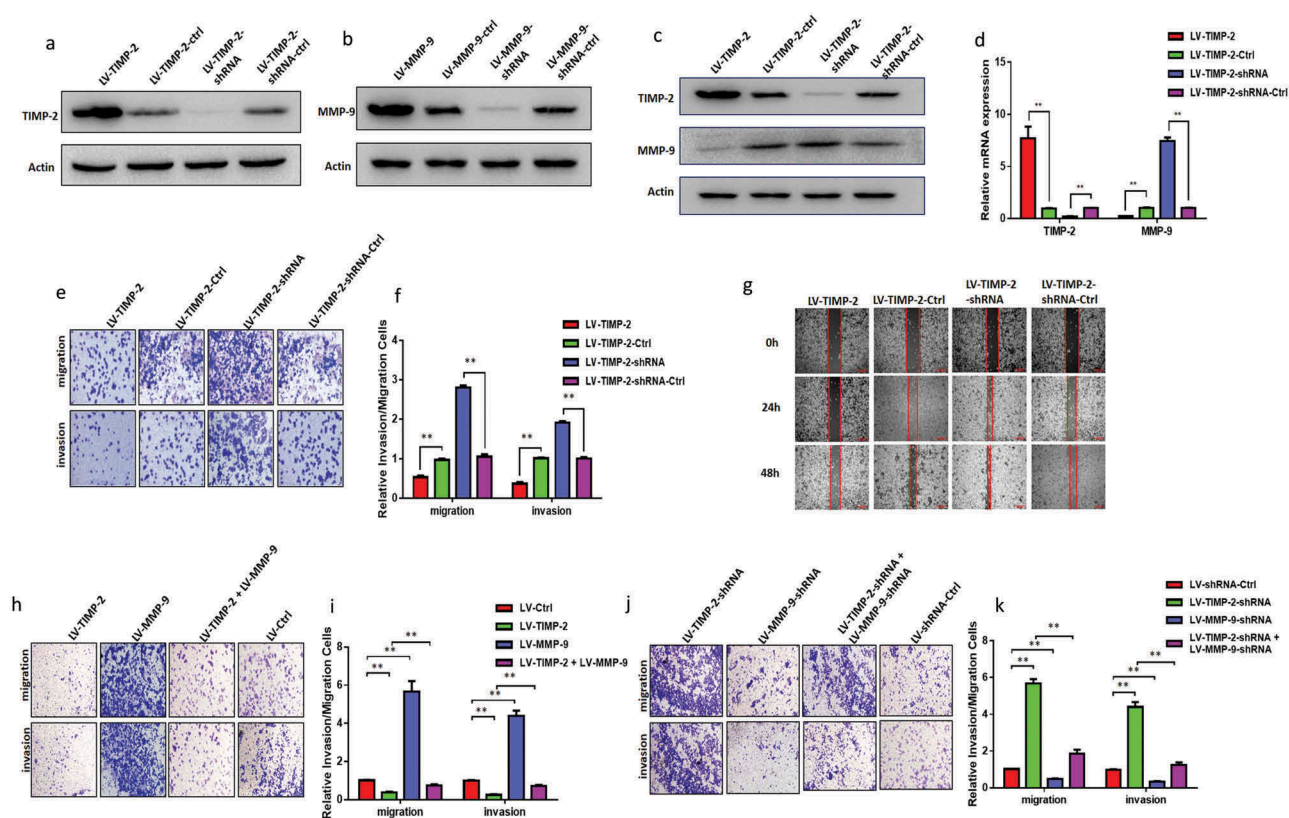 a
LV-TIMP-2
LV-TIMP-2-ctrl
LV-TIMP-2-
shRNA
LV-TIMP-2-
shRNA-ctrl
TIMP-2
Actin
b
LV-MMP-9
LV-MMP-9-ctrl
LV-MMP-9-
shRNA
LV-MMP-9-
shRNA-ctrl
MMP-9
Actin
c
LV-TIMP-2
LV-TIMP-2-ctrl
LV-TIMP-2-
shRNA
LV-TIMP-2-
shRNA-ctrl
TIMP-2
MMP-9
Actin
d
LV-TIMP-2
LV-TIMP-2-Ctrl
LV-TIMP-2-shRNA
LV-TIMP-2-shRNA-Ctrl
Relative mRNA expression
15
10
5
0
**
**
**
**
TIMP-2
MMP-9
e
LV-TIMP-2
LV-TIMP-2-Ctrl
LV-TIMP-2-shRNA
LV-TIMP-2-shRNA-Ctrl
migration
invasion
f
LV-TIMP-2
LV-TIMP-2-Ctrl
LV-TIMP-2-shRNA
LV-TIMP-2-shRNA-Ctrl
Relative Invasion/Migration Cells
4
3
2
1
0
**
**
**
**
migration
invasion
g
LV-TIMP-2
LV-TIMP-2-Ctrl
LV-TIMP-2
-shRNA
LV-TIMP-2-
shRNA-Ctrl
0h
24h
48h
h
LV-TIMP-2
LV-MMP-9
LV-TIMP-2 + LV-MMP-9
LV-Ctrl
migration
invasion
i
LV-Ctrl
LV-TIMP-2
LV-MMP-9
LV-TIMP-2 + LV-MMP-9
Relative Invasion/Migration Cells
8
6
4
2
0
**
**
**
**
**
**
migration
invasion
j
LV-TIMP-2-shRNA
LV-MMP-9-shRNA
LV-TIMP-2-shRNA +
LV-MMP-9-shRNA
LV-shRNA-Ctrl
migration
invasion
k
LV-shRNA-Ctrl
LV-TIMP-2-shRNA
LV-MMP-9-shRNA
LV-TIMP-2-shRNA +
LV-MMP-9-shRNA
Relative Invasion/Migration Cells
8
6
4
2
0
**
**
**
**
**
**
migration
invasion